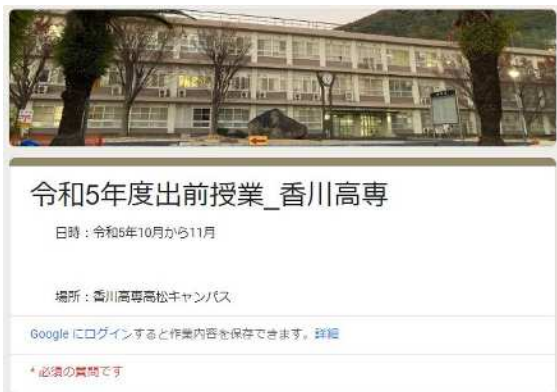 令和5年度出前授業_香川高専
日時：令和5年10月から11月
場所：香川高専高松キャンパス
Google にログインすると作業内容を保存できます。詳細
* 必須の質問です